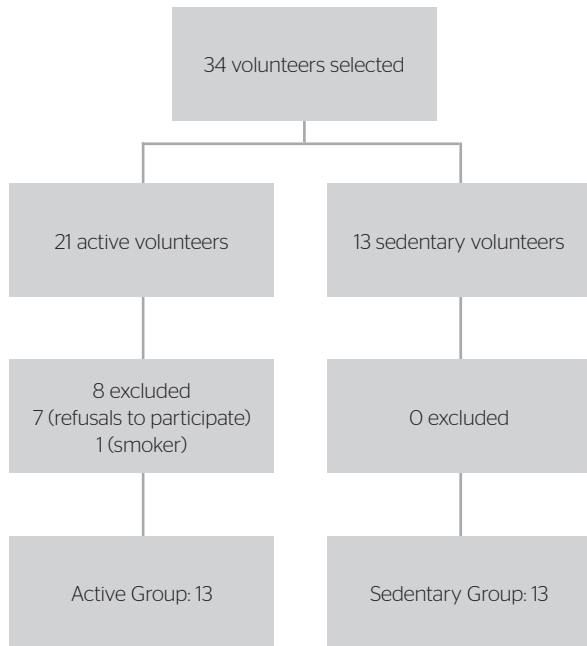 34 volunteers selected
21 active volunteers
13 sedentary volunteers
8 excluded
7 (refusals to participate)
1 (smoker)
0 excluded
Active Group: 13
Sedentary Group: 13